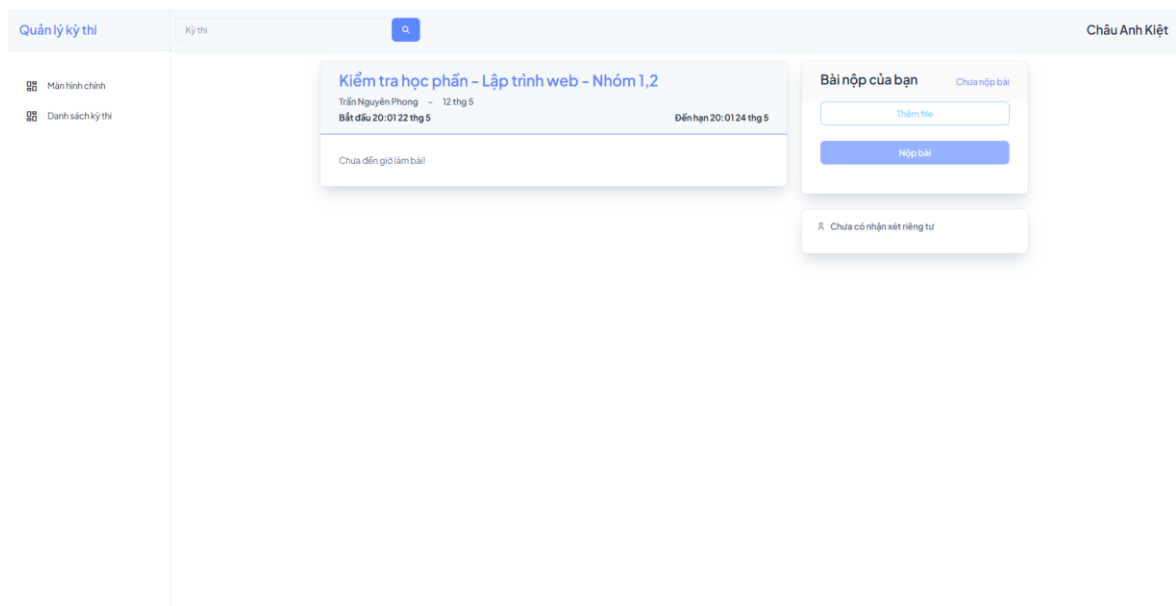 Quản lý kỳ thi
Kỳ thi
Châu Anh Kiệt
Màn hình chính
Danh sách kỳ thi
Kiểm tra học phần - Lập trình web - Nhóm 1,2
Trần Nguyên Phong - 12 thg 5
Bắt đầu 20:01 22 thg 5
Đến hạn 20:01 24 thg 5
Chưa đến giờ làm bài!
Bài nộp của bạn
Chưa nộp bài
Thêm file
Nộp bài
Chưa có nhận xét riêng tư